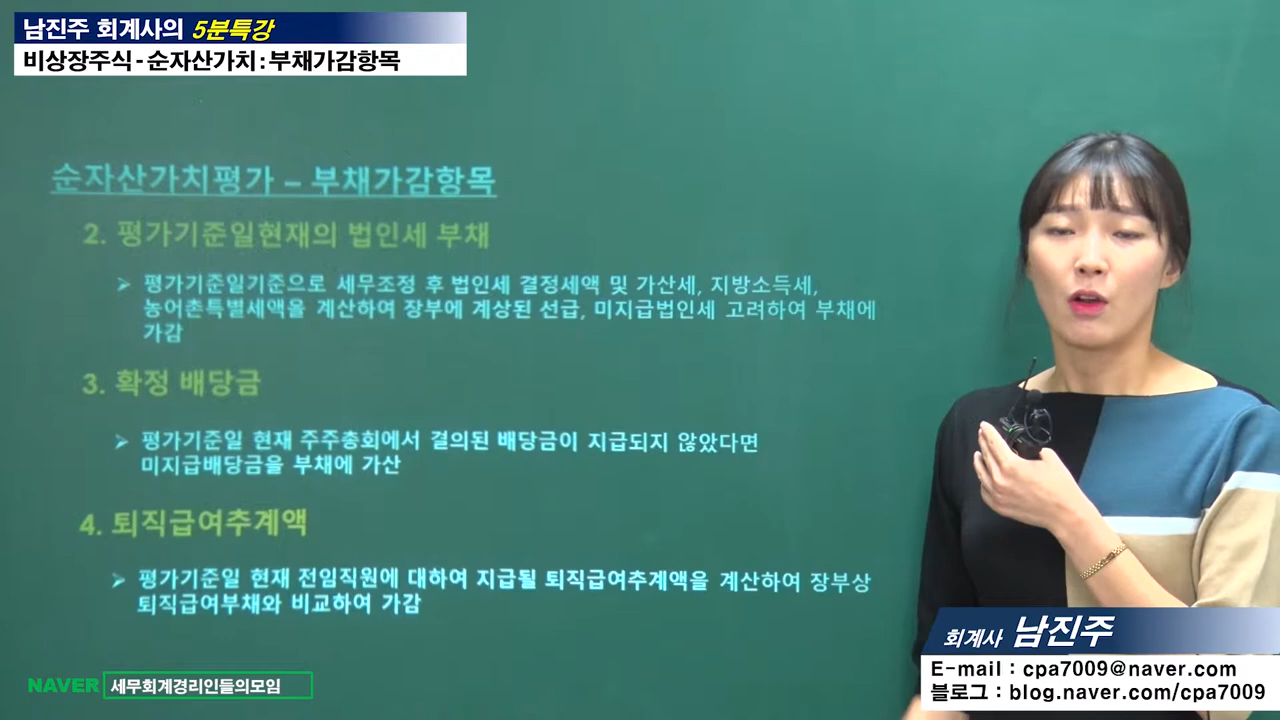 남진주 회계사의 5분특강
비상장주식-순자산가치:부채가감항목
순자산가치평가 – 부채가감항목
2. 평가기준일현재의 법인세 부채
➢ 평가기준일기준으로 세무조정 후 법인세 결정세액 및 가산세, 지방소득세,
농어촌특별세액을 계산하여 장부에 계상된 선급, 미지급법인세 고려하여 부채에
가감
3. 확정 배당금
➢ 평가기준일 현재 주주총회에서 결의된 배당금이 지급되지 않았다면
미지급배당금을 부채에 가산
4. 퇴직급여추계액
➢ 평가기준일 현재 전임직원에 대하여 지급될 퇴직급여추계액을 계산하여 장부상
퇴직급여부채와 비교하여 가감
회계사 남진주
E-mail : cpa7009@naver.com
블로그 : blog.naver.com/cpa7009
NAVER 세무회계경리인들의모임